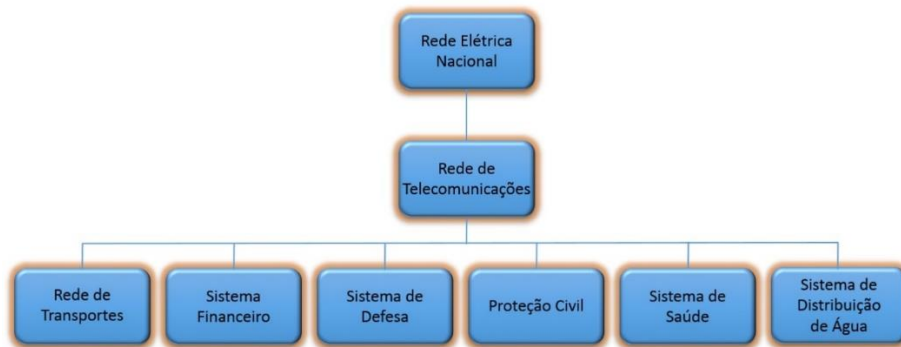 Rede Elétrica
Nacional
Rede de
Telecomunicações
Rede de
Transportes
Sistema
Financeiro
Sistema de
Defesa
Proteção Civil
Sistema de
Saúde
Sistema de
Distribuição
de Água